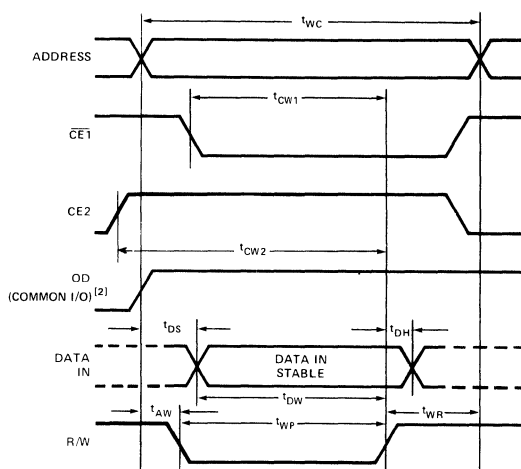 tWC
ADDRESS
tCW1
CE1
CE2
tCW2
OD
(COMMON I/O)[2]
tDS
tDH
DATA
IN
DATA IN
STABLE
tDW
tAW
tWP
tWR
R/W